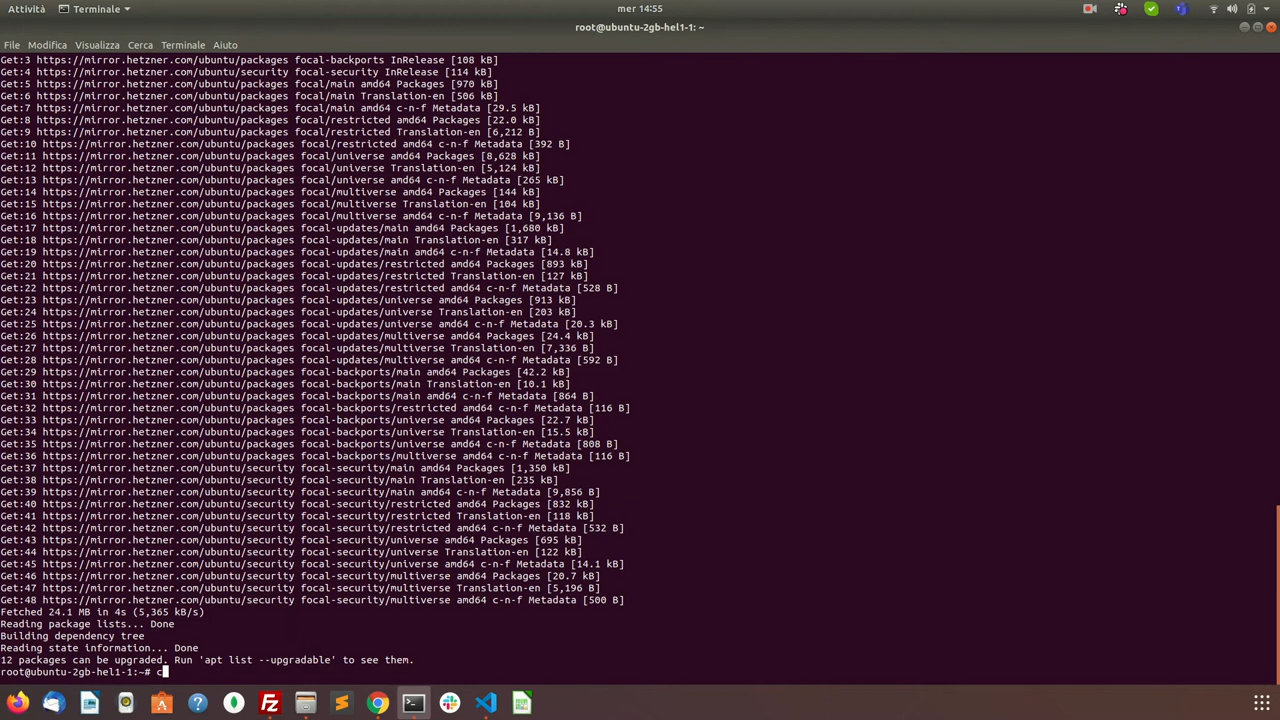 Attività Terminale mer 14:55
root@ubuntu-2gb-hel1-1: ~
File Modifica Visualizza Cerca Terminale Aiuto
Get:3 https://mirror.hetzner.com/ubuntu/packages focal-backports InRelease [108 kB]
Get:4 https://mirror.hetzner.com/ubuntu/security focal-security InRelease [114 kB]
Get:5 https://mirror.hetzner.com/ubuntu/packages focal/main amd64 Packages [970 kB]
Get:6 https://mirror.hetzner.com/ubuntu/packages focal/main Translation-en [506 kB]
Get:7 https://mirror.hetzner.com/ubuntu/packages focal/main amd64 c-n-f Metadata [29.5 kB]
Get:8 https://mirror.hetzner.com/ubuntu/packages focal/restricted amd64 Packages [22.0 kB]
Get:9 https://mirror.hetzner.com/ubuntu/packages focal/restricted Translation-en [6,212 B]
Get:10 https://mirror.hetzner.com/ubuntu/packages focal/restricted amd64 c-n-f Metadata [392 B]
Get:11 https://mirror.hetzner.com/ubuntu/packages focal/universe amd64 Packages [8,628 kB]
Get:12 https://mirror.hetzner.com/ubuntu/packages focal/universe Translation-en [5,124 kB]
Get:13 https://mirror.hetzner.com/ubuntu/packages focal/universe amd64 c-n-f Metadata [265 kB]
Get:14 https://mirror.hetzner.com/ubuntu/packages focal/multiverse amd64 Packages [144 kB]
Get:15 https://mirror.hetzner.com/ubuntu/packages focal/multiverse Translation-en [104 kB]
Get:16 https://mirror.hetzner.com/ubuntu/packages focal/multiverse amd64 c-n-f Metadata [9,136 B]
Get:17 https://mirror.hetzner.com/ubuntu/packages focal-updates/main amd64 Packages [1,680 kB]
Get:18 https://mirror.hetzner.com/ubuntu/packages focal-updates/main Translation-en [317 kB]
Get:19 https://mirror.hetzner.com/ubuntu/packages focal-updates/main amd64 c-n-f Metadata [14.8 kB]
Get:20 https://mirror.hetzner.com/ubuntu/packages focal-updates/restricted amd64 Packages [893 kB]
Get:21 https://mirror.hetzner.com/ubuntu/packages focal-updates/restricted Translation-en [127 kB]
Get:22 https://mirror.hetzner.com/ubuntu/packages focal-updates/restricted amd64 c-n-f Metadata [528 B]
Get:23 https://mirror.hetzner.com/ubuntu/packages focal-updates/universe amd64 Packages [913 kB]
Get:24 https://mirror.hetzner.com/ubuntu/packages focal-updates/universe Translation-en [203 kB]
Get:25 https://mirror.hetzner.com/ubuntu/packages focal-updates/universe amd64 c-n-f Metadata [20.3 kB]
Get:26 https://mirror.hetzner.com/ubuntu/packages focal-updates/multiverse amd64 Packages [24.4 kB]
Get:27 https://mirror.hetzner.com/ubuntu/packages focal-updates/multiverse Translation-en [7,336 B]
Get:28 https://mirror.hetzner.com/ubuntu/packages focal-updates/multiverse amd64 c-n-f Metadata [592 B]
Get:29 https://mirror.hetzner.com/ubuntu/packages focal-backports/main amd64 Packages [42.2 kB]
Get:30 https://mirror.hetzner.com/ubuntu/packages focal-backports/main Translation-en [10.1 kB]
Get:31 https://mirror.hetzner.com/ubuntu/packages focal-backports/main amd64 c-n-f Metadata [864 B]
Get:32 https://mirror.hetzner.com/ubuntu/packages focal-backports/restricted amd64 c-n-f Metadata [116 B]
Get:33 https://mirror.hetzner.com/ubuntu/packages focal-backports/universe amd64 Packages [22.7 kB]
Get:34 https://mirror.hetzner.com/ubuntu/packages focal-backports/universe Translation-en [15.5 kB]
Get:35 https://mirror.hetzner.com/ubuntu/packages focal-backports/universe amd64 c-n-f Metadata [808 B]
Get:36 https://mirror.hetzner.com/ubuntu/packages focal-backports/multiverse amd64 c-n-f Metadata [116 B]
Get:37 https://mirror.hetzner.com/ubuntu/security focal-security/main amd64 Packages [1,350 kB]
Get:38 https://mirror.hetzner.com/ubuntu/security focal-security/main Translation-en [235 kB]
Get:39 https://mirror.hetzner.com/ubuntu/security focal-security/main amd64 c-n-f Metadata [9,856 B]
Get:40 https://mirror.hetzner.com/ubuntu/security focal-security/restricted amd64 Packages [832 kB]
Get:41 https://mirror.hetzner.com/ubuntu/security focal-security/restricted Translation-en [118 kB]
Get:42 https://mirror.hetzner.com/ubuntu/security focal-security/restricted amd64 c-n-f Metadata [532 B]
Get:43 https://mirror.hetzner.com/ubuntu/security focal-security/universe amd64 Packages [695 kB]
Get:44 https://mirror.hetzner.com/ubuntu/security focal-security/universe Translation-en [122 kB]
Get:45 https://mirror.hetzner.com/ubuntu/security focal-security/universe amd64 c-n-f Metadata [14.1 kB]
Get:46 https://mirror.hetzner.com/ubuntu/security focal-security/multiverse amd64 Packages [20.7 kB]
Get:47 https://mirror.hetzner.com/ubuntu/security focal-security/multiverse Translation-en [5,196 B]
Get:48 https://mirror.hetzner.com/ubuntu/security focal-security/multiverse amd64 c-n-f Metadata [500 B]
Fetched 24.1 MB in 4s (5,365 kB/s)
Reading package lists... Done
Building dependency tree
Reading state information... Done
12 packages can be upgraded. Run 'apt list --upgradable' to see them.
root@ubuntu-2gb-hel1-1:~# c